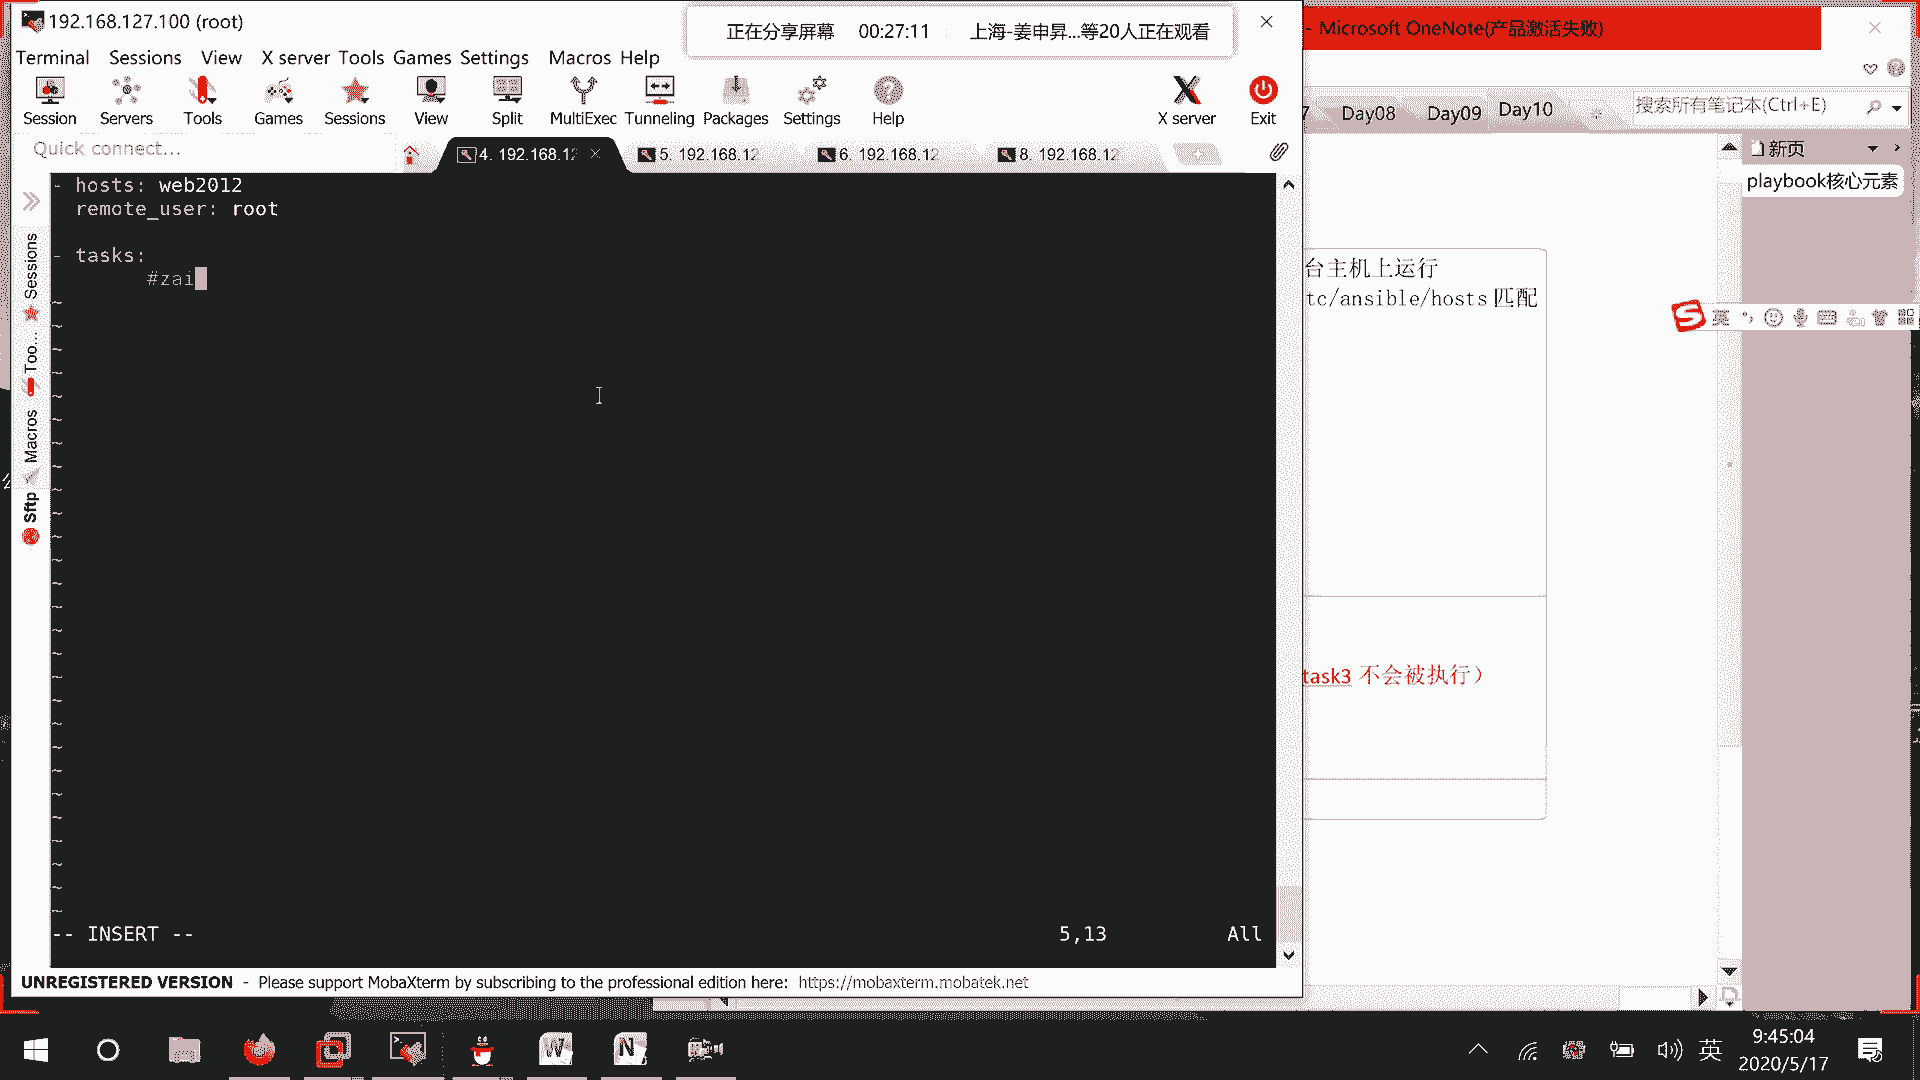 192.168.127.100 (root)
正在分享屏幕 00:27:11 上海-姜申昇...等20人正在观看
- Microsoft OneNote(产品激活失败)
Terminal Sessions View X server Tools Games Settings Macros Help
Session Servers Tools Games Sessions View Split MultiExec Tunneling Packages Settings Help X server Exit
7 Day08 Day09 Day10 搜索所有笔记本(Ctrl+E)
Quick connect...
4. 192.168.12 5. 192.168.12 6. 192.168.12 8. 192.168.12
新页
playbook核心元素
- hosts: web2012
remote_user: root
- tasks:
#zai
Sessions
Too...
Macros
Sftp
台主机上运行
tc/ansible/hosts 匹配
英
task3 不会被执行）
-- INSERT -- 5,13 All
UNREGISTERED VERSION - Please support MobaXterm by subscribing to the professional edition here: https://mobaxterm.mobatek.net
英
9:45:04
2020/5/17